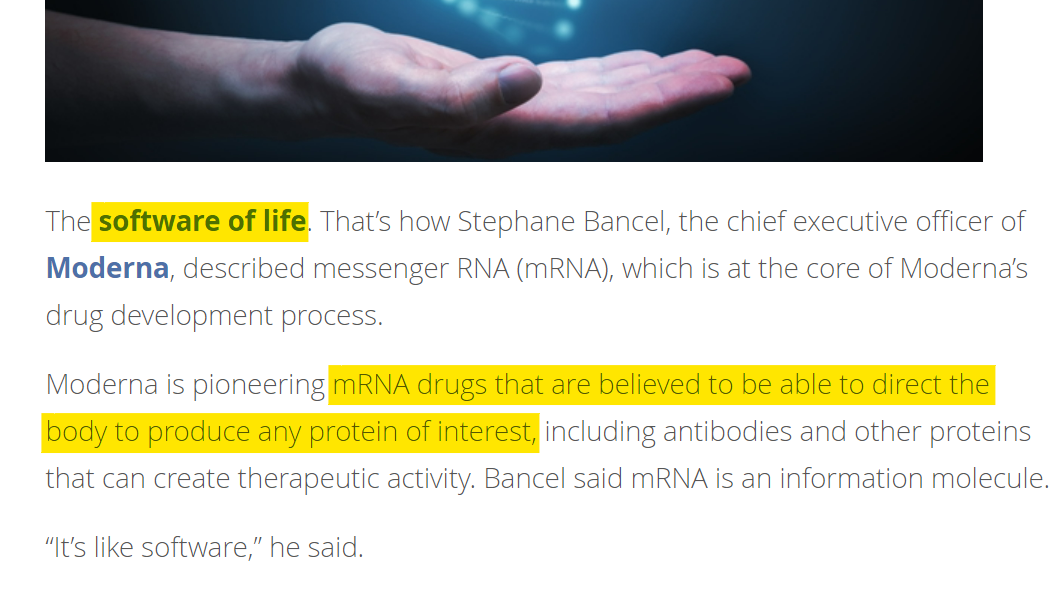 The software of life. That’s how Stephane Bancel, the chief executive officer of
Moderna, described messenger RNA (mRNA), which is at the core of Moderna’s
drug development process.
Moderna is pioneering mRNA drugs that are believed to be able to direct the
body to produce any protein of interest, including antibodies and other proteins
that can create therapeutic activity. Bancel said mRNA is an information molecule.
“It’s like software,” he said.